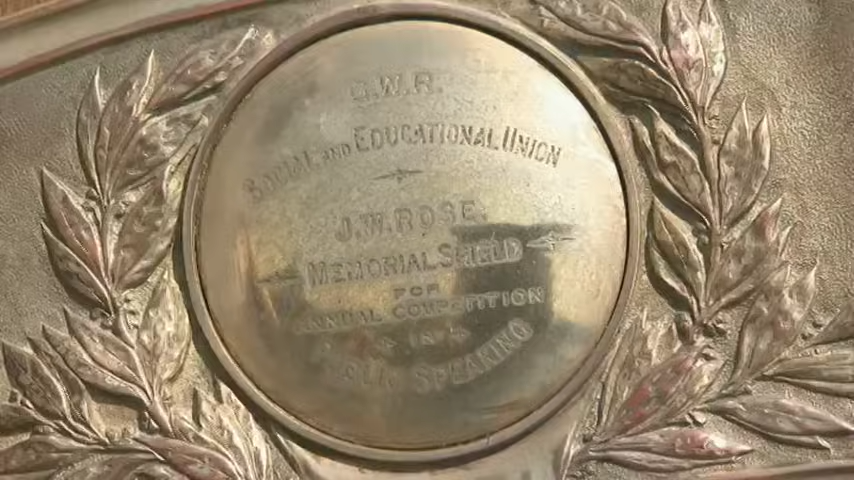 G.W.R.
SOCIAL AND EDUCATIONAL UNION
J.W.ROSE.
MEMORIAL SHIELD
FOR
ANNUAL COMPETITION
IN
SPEAKING